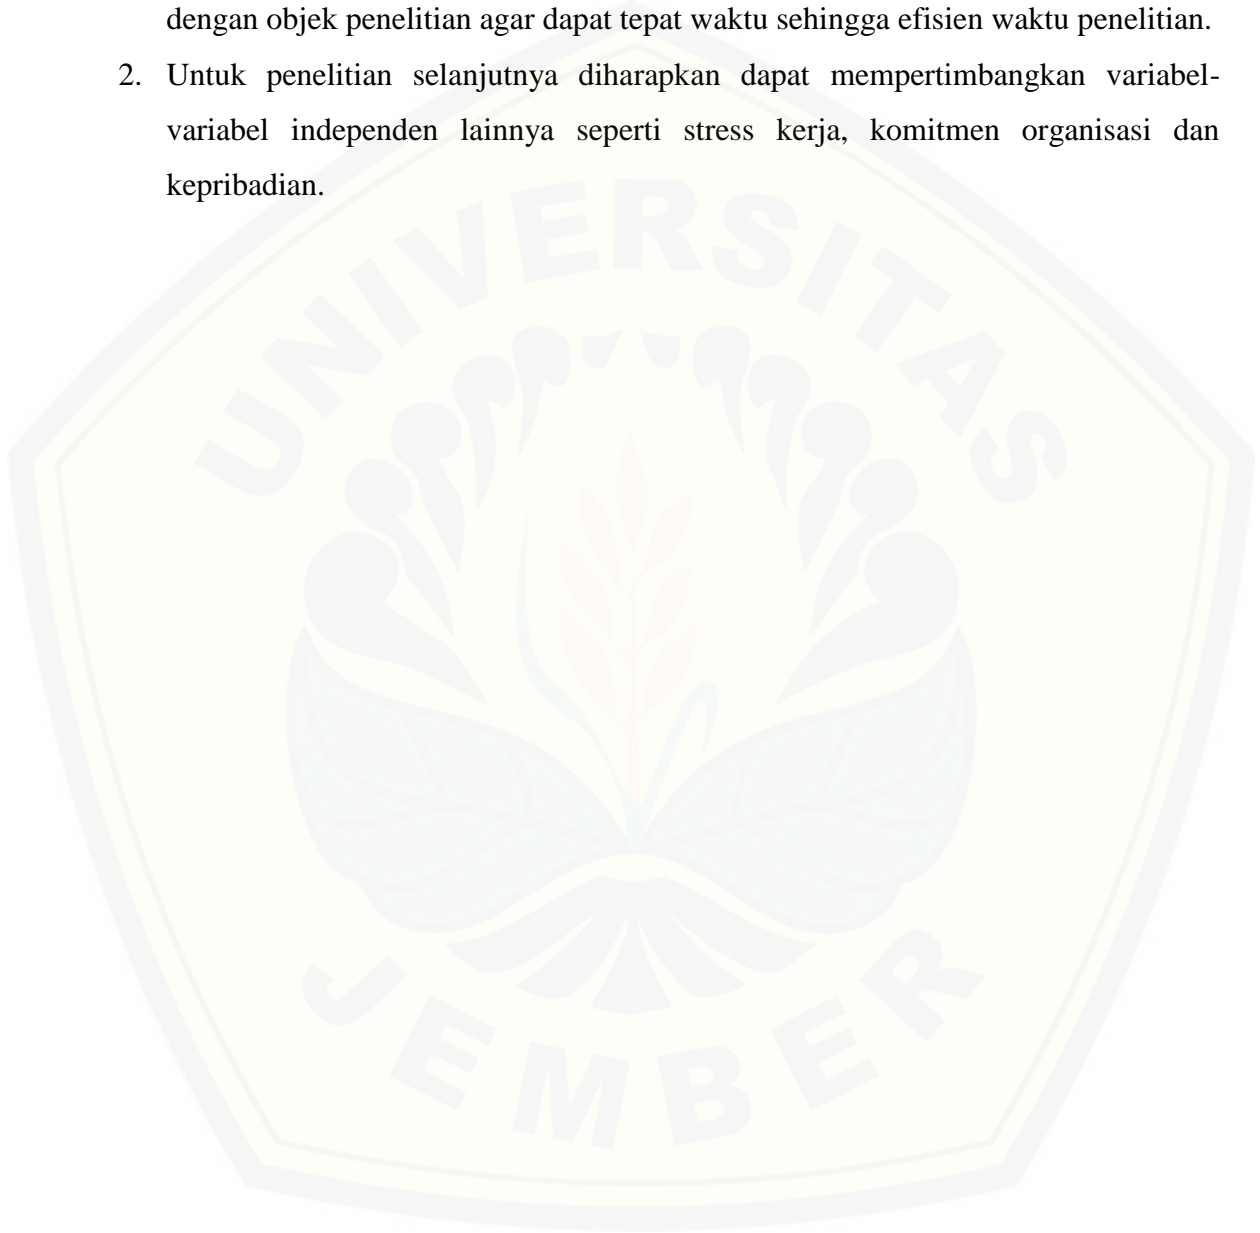 dengan objek penelitian agar dapat tepat waktu sehingga efisien waktu penelitian.
2. Untuk penelitian selanjutnya diharapkan dapat mempertimbangkan variabel-
variabel independen lainnya seperti stress kerja, komitmen organisasi dan
kepribadian.
UNIVERSITAS
JEMBER